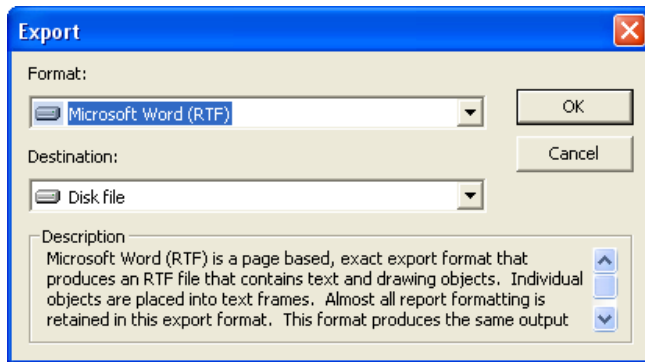 Export
Format:
Microsoft Word (RTF)
OK
Destination:
Cancel
Disk file
Description
Microsoft Word (RTF) is a page based, exact export format that
produces an RTF file that contains text and drawing objects.  Individual
objects are placed into text frames.  Almost all report formatting is
retained in this export format.  This format produces the same output